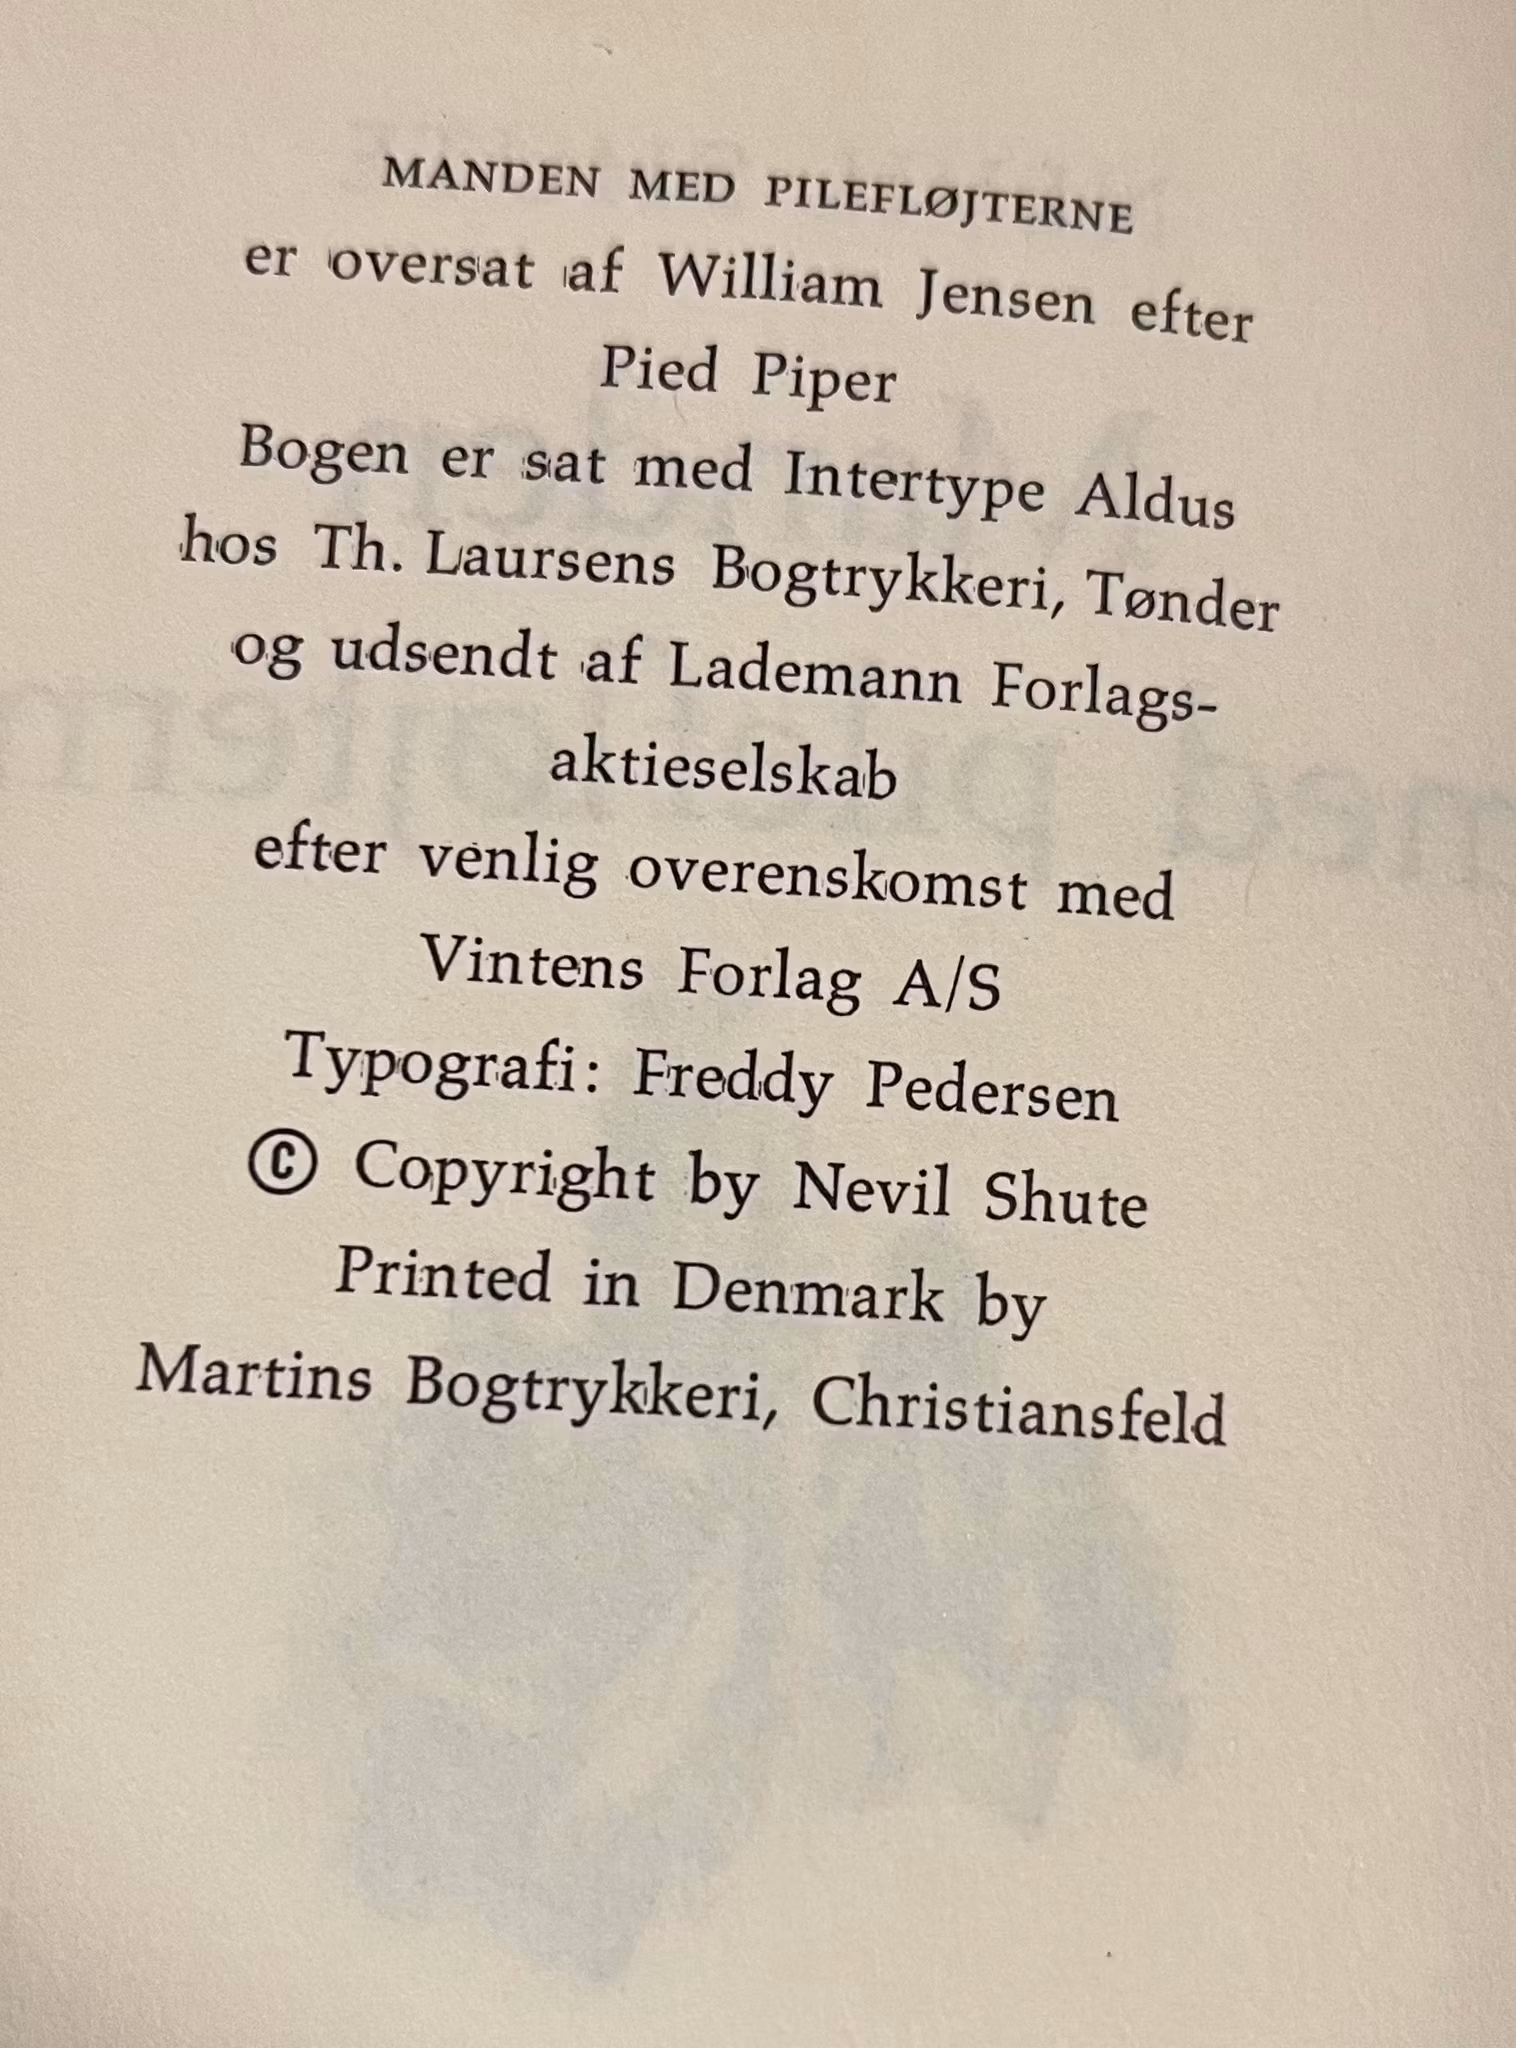 MANDEN MED PILEFLØJTERNE
er oversat af William Jensen efter
Pied Piper
Bogen er sat med Intertype Aldus
hos Th. Laursens Bogtrykkeri, Tønder
og udsendt af Lademann Forlags-
aktieselskab
efter venlig overenskomst med
Vintens Forlag A/S
Typografi: Freddy Pedersen
© Copyright by Nevil Shute
Printed in Denmark by
Martins Bogtrykkeri, Christiansfeld